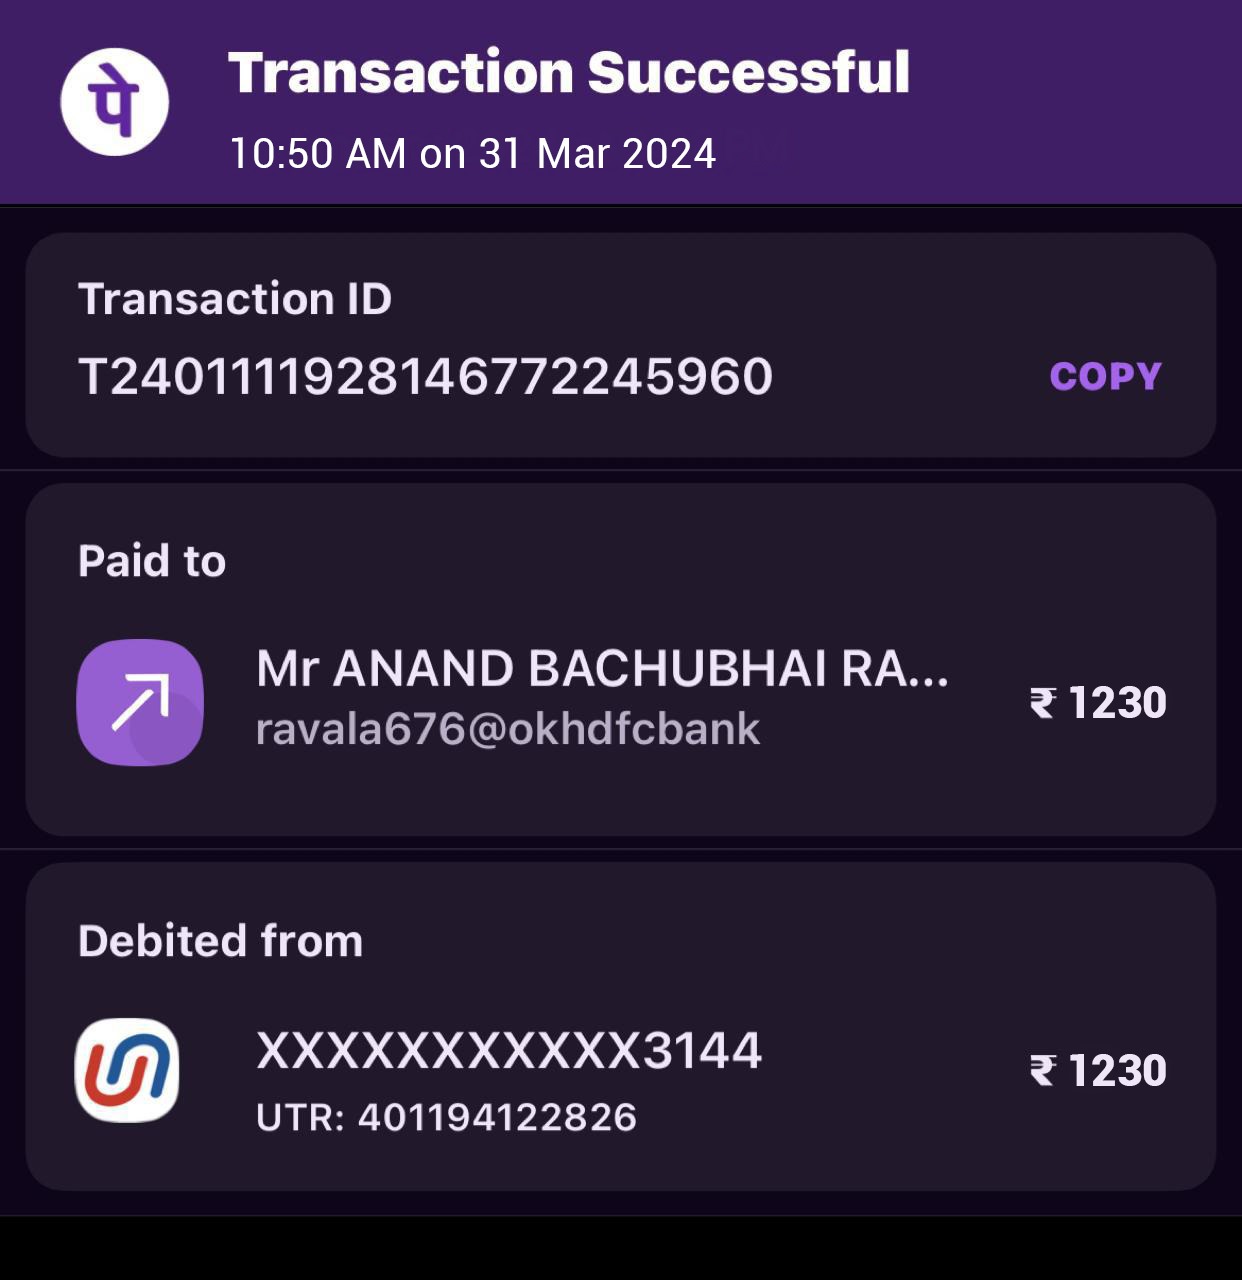 पे
Transaction Successful
10:50 AM on 31 Mar 2024
Transaction ID
T2401111928146772245960
COPY
Paid to
Mr ANAND BACHUBHAI RA...
ravala676@okhdfcbank
₹ 1230
Debited from
XXXXXXXXXXX3144
₹ 1230
UTR: 401194122826